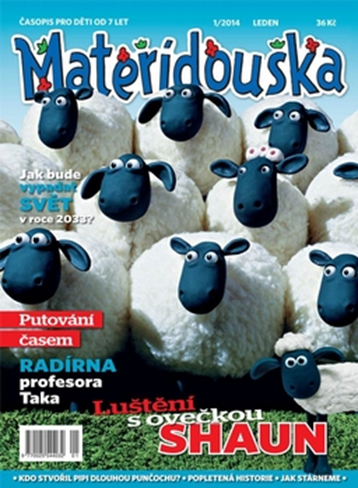 ČASOPIS PRO DĚTI OD 7 LET 1/2014 LEDEN 36 Kč
Mateřídouška
Jak bude
vypadat
SVĚT
v roce 2033?
Putování
časem
RADÍRNA
profesora
Taka
Luštění
s ovečkou
SHAUN
• KDO STVOŘIL PIPI DLOUHOU PUNČOCHU? • POPLETENÁ HISTORIE • JAK STÁRNEME •